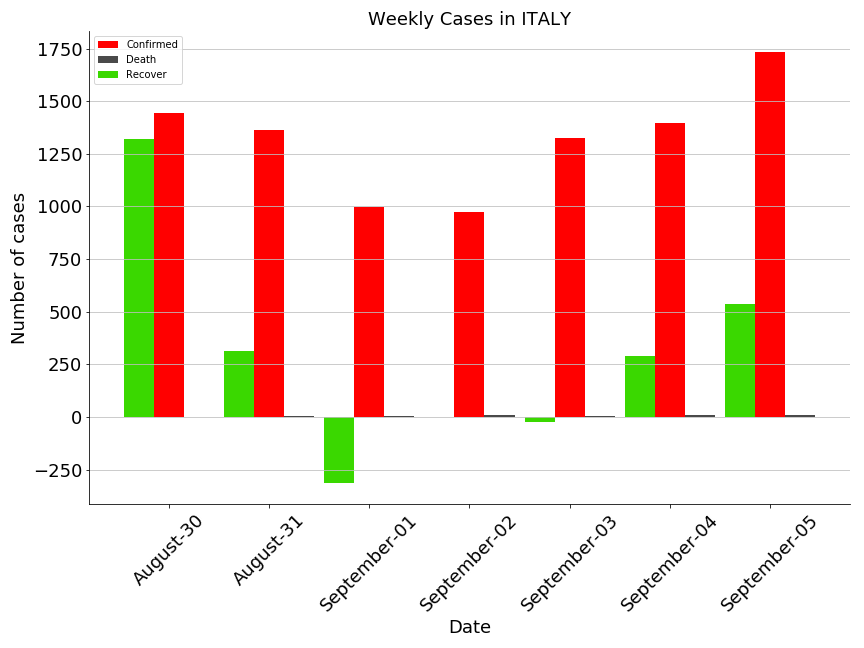 Weekly Cases in ITALY
Confirmed
Death
Recover
1750
1500
1250
1000
750
500
250
0
−250
Number of cases
August-30
August-31
September-01
September-02
September-03
September-04
September-05
Date